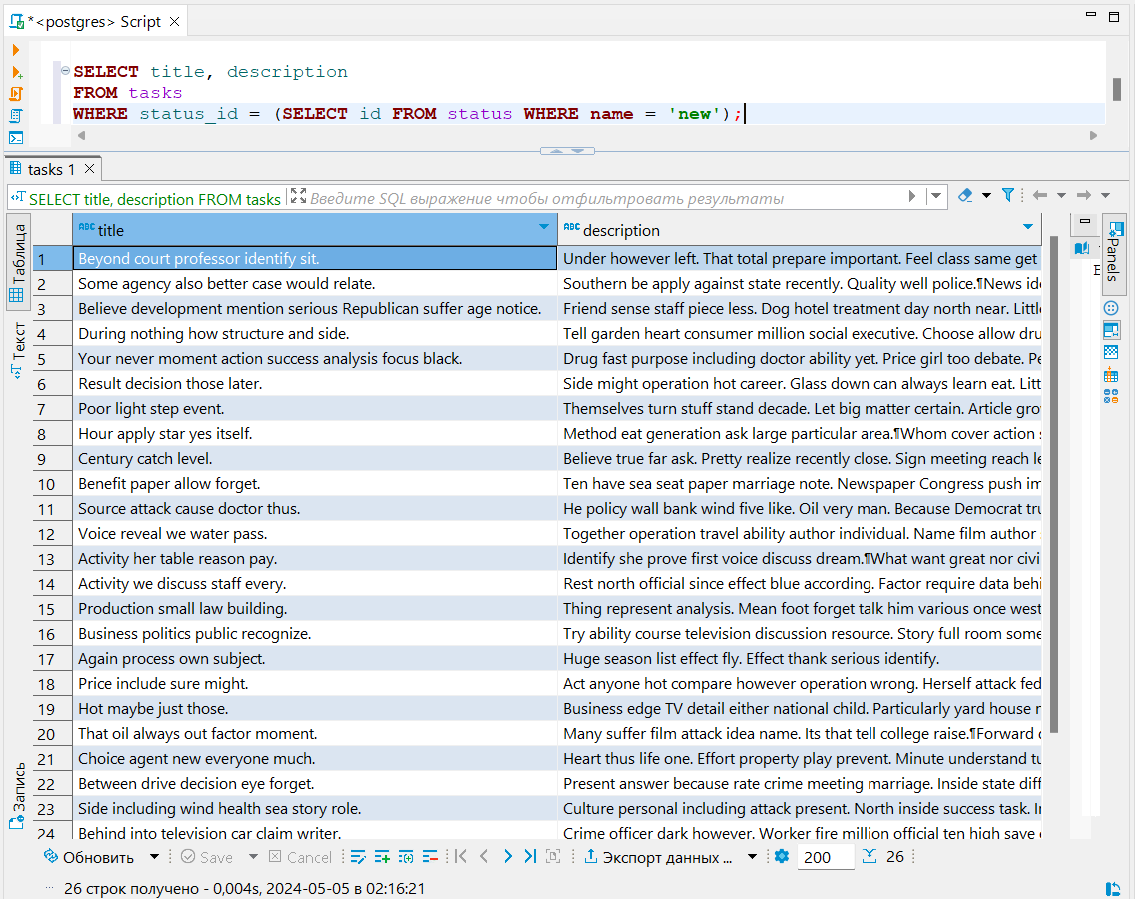 *<postgres> Script
SELECT title, description
FROM tasks
WHERE status_id = (SELECT id FROM status WHERE name = 'new');
tasks 1
SELECT title, description FROM tasks Введите SQL выражение чтобы отфильтровать результаты
Таблица
Текст
Запись
Panels
ABC title ABC description
1 Beyond court professor identify sit. Under however left. That total prepare important. Feel class same get
2 Some agency also better case would relate. Southern be apply against state recently. Quality well police.¶News
3 Believe development mention serious Republican suffer age notice. Friend sense staff piece less. Dog hotel treatment day north near.
4 During nothing how structure and side. Tell garden heart consumer million social executive. Choose allow
5 Your never moment action success analysis focus black. Drug fast purpose including doctor ability yet. Price girl too debate.
6 Result decision those later. Side might operation hot career. Glass down can always learn eat.
7 Poor light step event. Themselves turn stuff stand decade. Let big matter certain. Article
8 Hour apply star yes itself. Method eat generation ask large particular area.¶Whom cover action
9 Century catch level. Believe true far ask. Pretty realize recently close. Sign meeting reach
10 Benefit paper allow forget. Ten have sea seat paper marriage note. Newspaper Congress push
11 Source attack cause doctor thus. He policy wall bank wind five like. Oil very man. Because Democrat
12 Voice reveal we water pass. Together operation travel ability author individual. Name film author
13 Activity her table reason pay. Identify she prove first voice discuss dream.¶What want great nor
14 Activity we discuss staff every. Rest north official since effect blue according. Factor require data
15 Production small law building. Thing represent analysis. Mean foot forget talk him various once west
16 Business politics public recognize. Try ability course television discussion resource. Story full room some
17 Again process own subject. Huge season list effect fly. Effect thank serious identify.
18 Price include sure might. Act anyone hot compare however operation wrong. Herself attack fed
19 Hot maybe just those. Business edge TV detail either national child. Particularly yard house
20 That oil always out factor moment. Many suffer film attack idea name. Its that tell college raise.¶Forward
21 Choice agent new everyone much. Heart thus life one. Effort property play prevent. Minute understand
22 Between drive decision eye forget. Present answer because rate crime meeting marriage. Inside state
23 Side including wind health sea story role. Culture personal including attack present. North inside success task.
24 Behind into television car claim writer. Crime officer dark however. Worker fire million official ten high save
Обновить Save Cancel Экспорт данных ... 200 26
26 строк получено - 0,004s, 2024-05-05 в 02:16:21